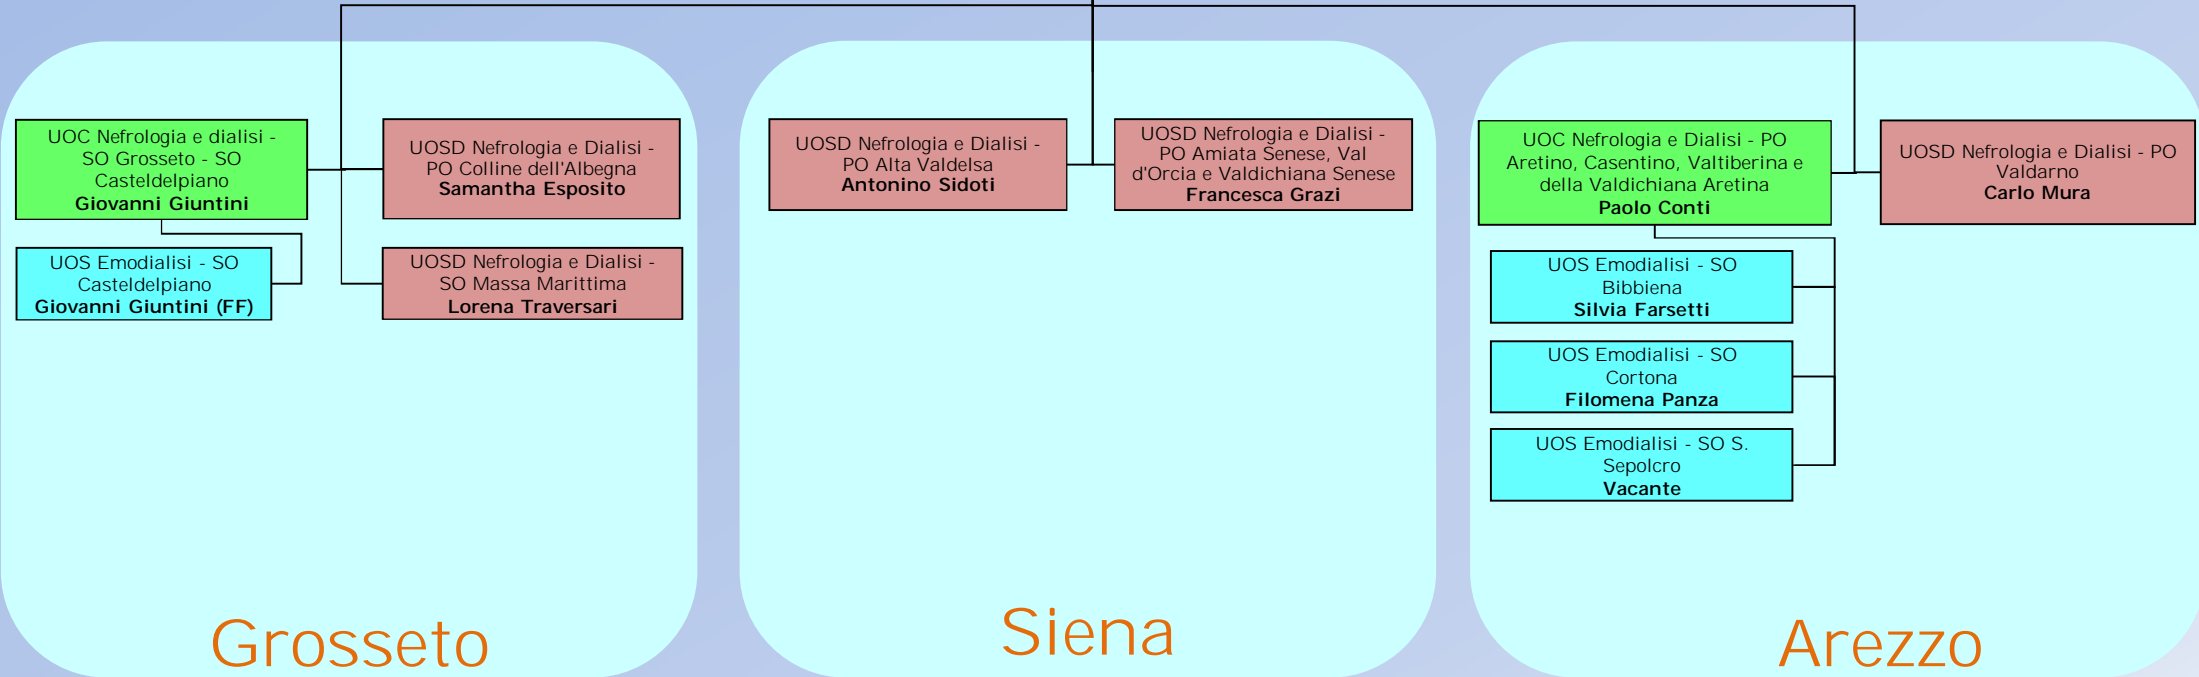 UOC Nefrologia e dialisi -
SO Grosseto - SO
Casteldelpiano
Giovanni Giuntini
UOSD Nefrologia e Dialisi -
PO Colline dell'Albegna
Samantha Esposito
UOS Emodialisi - SO
Casteldelpiano
Giovanni Giuntini (FF)
UOSD Nefrologia e Dialisi -
SO Massa Marittima
Lorena Traversari
Grosseto
UOSD Nefrologia e Dialisi -
PO Alta Valdelsa
Antonino Sidoti
UOSD Nefrologia e Dialisi -
PO Amiata Senese, Val
d'Orcia e Valdichiana Senese
Francesca Grazi
Siena
UOC Nefrologia e Dialisi - PO
Aretino, Casentino, Valtiberina e
della Valdichiana Aretina
Paolo Conti
UOSD Nefrologia e Dialisi - PO
Valdarno
Carlo Mura
UOS Emodialisi - SO
Bibbiena
Silvia Farsetti
UOS Emodialisi - SO
Cortona
Filomena Panza
UOS Emodialisi - SO S.
Sepolcro
Vacante
Arezzo